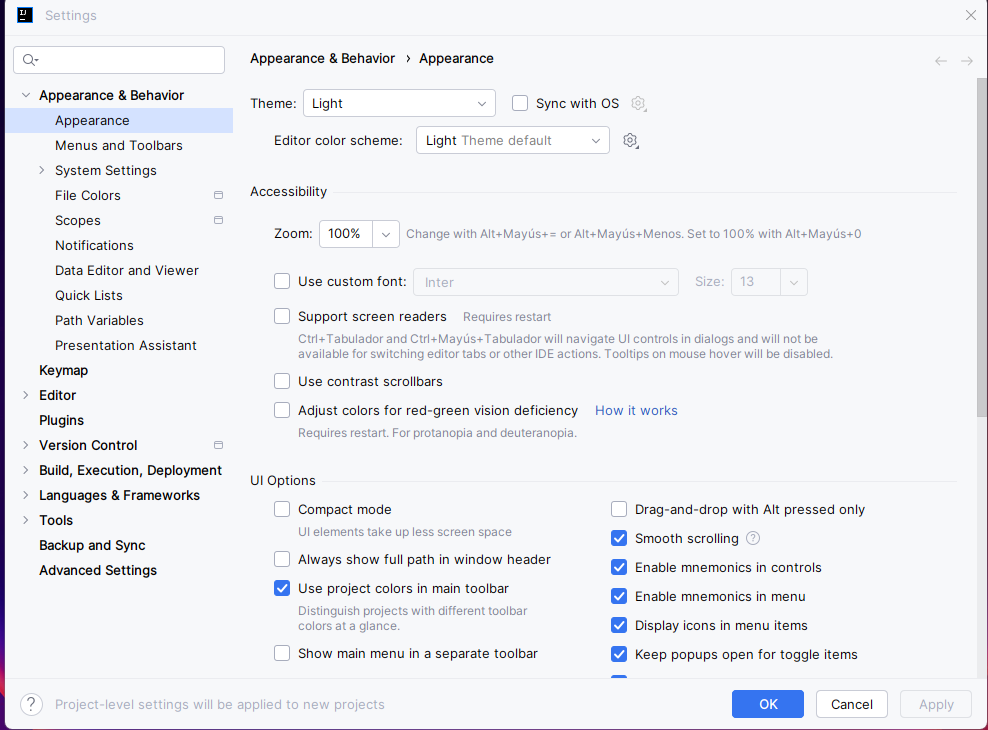 Settings
Appearance & Behavior
Appearance
Menus and Toolbars
System Settings
File Colors
Scopes
Notifications
Data Editor and Viewer
Quick Lists
Path Variables
Presentation Assistant
Keymap
Editor
Plugins
Version Control
Build, Execution, Deployment
Languages & Frameworks
Tools
Backup and Sync
Advanced Settings
Appearance & Behavior › Appearance
Theme: Light Sync with OS
Editor color scheme: Light Theme default
Accessibility
Zoom: 100% Change with Alt+Mayús+= or Alt+Mayús+Menos. Set to 100% with Alt+Mayús+0
Use custom font: Inter Size: 13
Support screen readers Requires restart
Ctrl+Tabulador and Ctrl+Mayús+Tabulador will navigate UI controls in dialogs and will not be
available for switching editor tabs or other IDE actions. Tooltips on mouse hover will be disabled.
Use contrast scrollbars
Adjust colors for red-green vision deficiency How it works
Requires restart. For protanopia and deuteranopia.
UI Options
Compact mode
UI elements take up less screen space
Always show full path in window header
Use project colors in main toolbar
Distinguish projects with different toolbar
colors at a glance.
Show main menu in a separate toolbar
Drag-and-drop with Alt pressed only
Smooth scrolling ?
Enable mnemonics in controls
Enable mnemonics in menu
Display icons in menu items
Keep popups open for toggle items
? Project-level settings will be applied to new projects
OK Cancel Apply